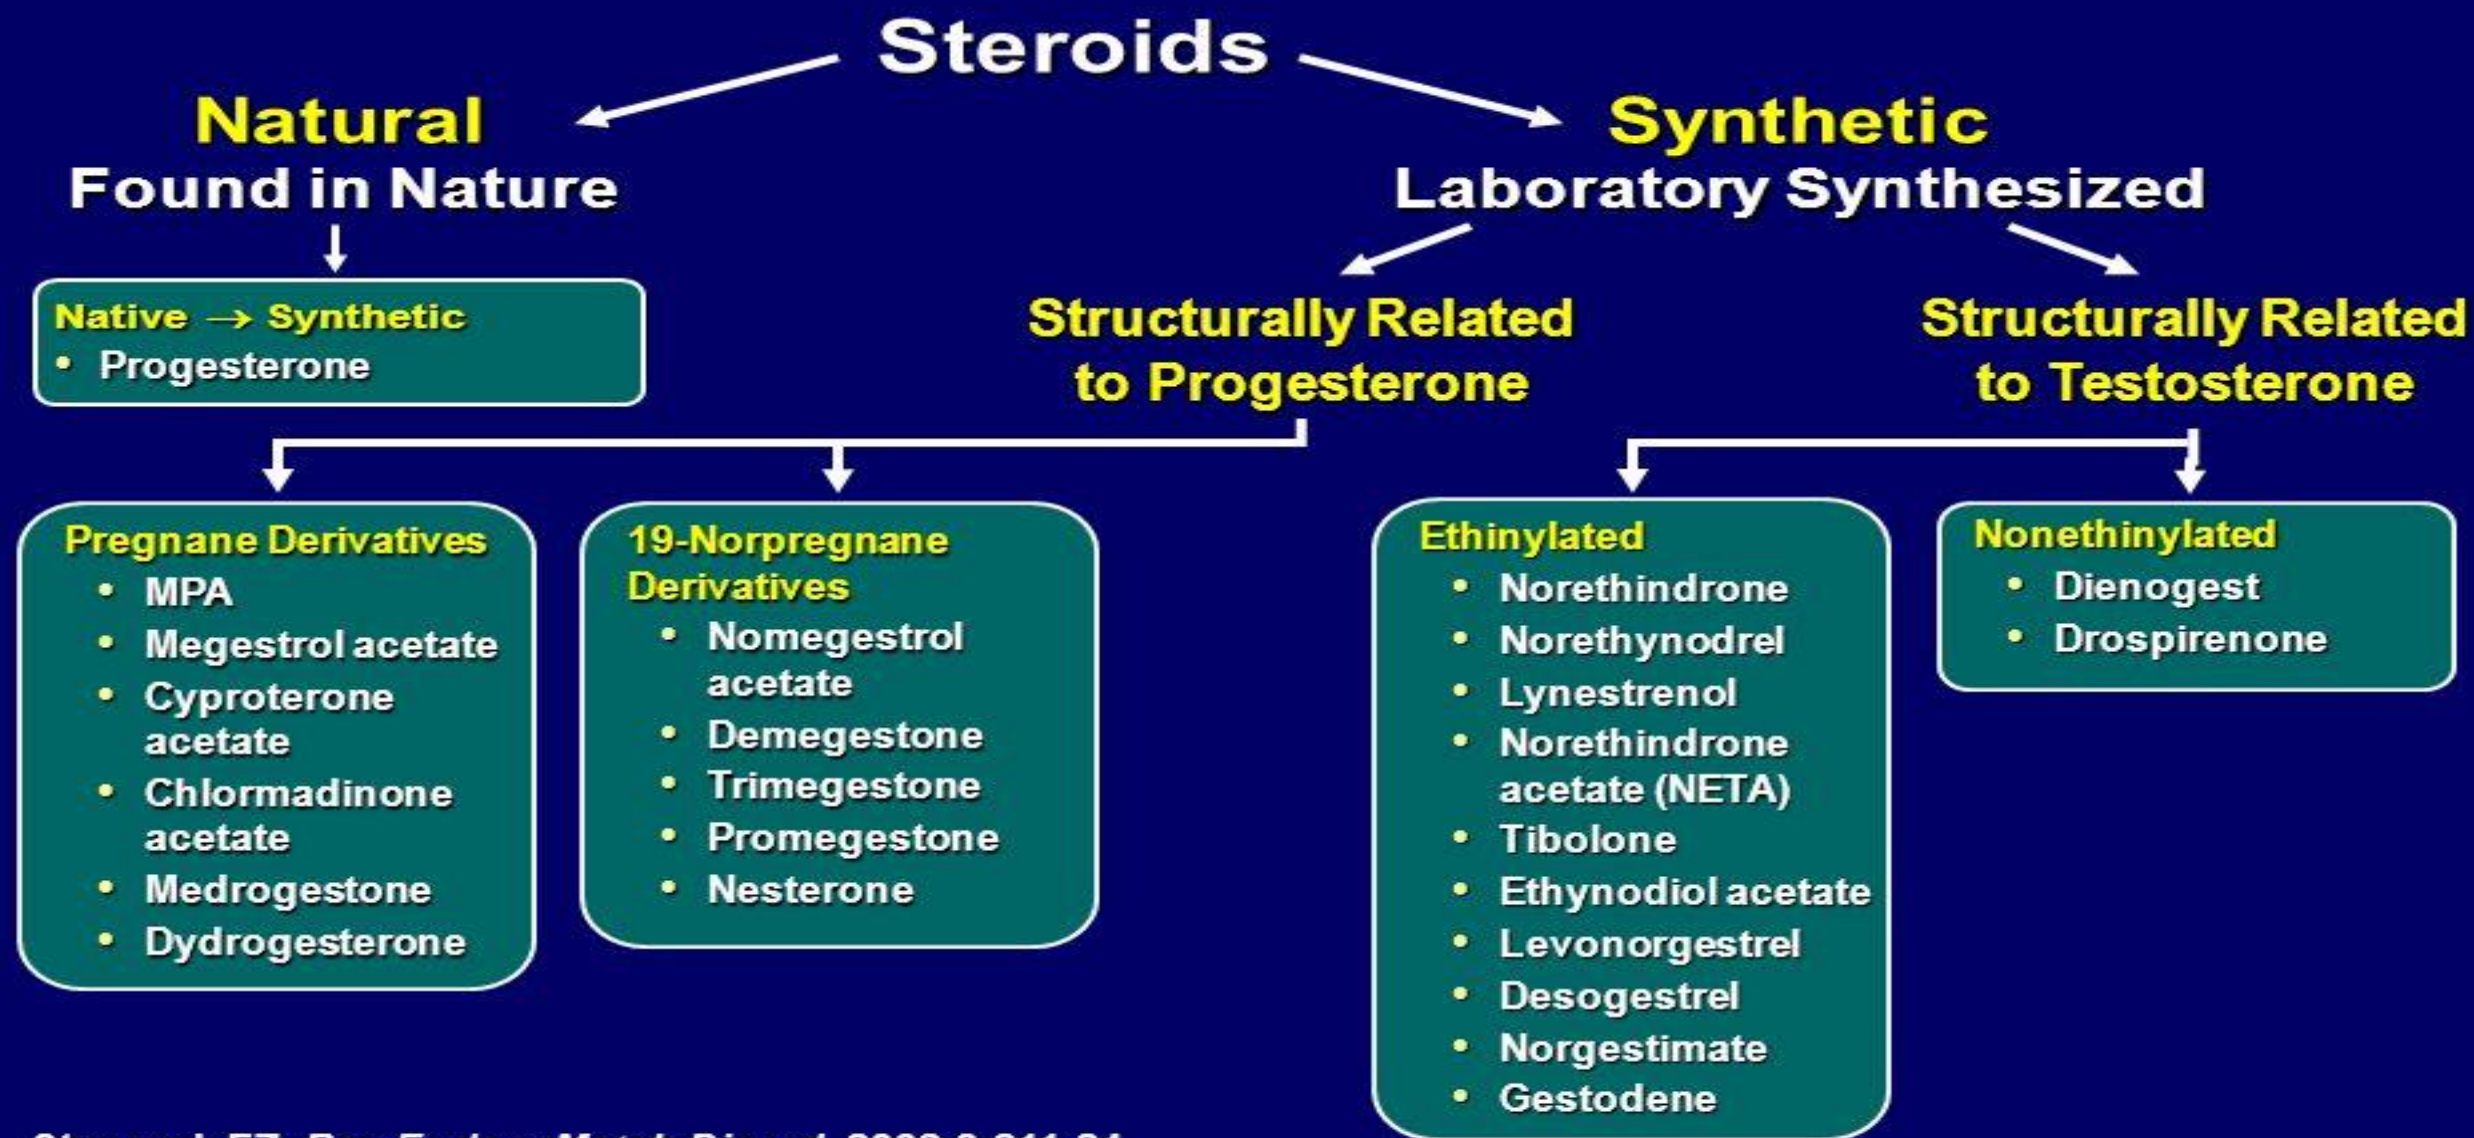 Steroids
Natural
Found in Nature
Synthetic
Laboratory Synthesized
Native → Synthetic
• Progesterone
Structurally Related
to Progesterone
Structurally Related
to Testosterone
Pregnane Derivatives
• MPA
• Megestrol acetate
• Cyproterone
acetate
• Chlormadinone
acetate
• Medrogestone
• Dydrogesterone
19-Norpregnane
Derivatives
• Nomegestrol
acetate
• Demegestone
• Trimegestone
• Promegestone
• Nesterone
Ethinylated
• Norethindrone
• Norethynodrel
• Lynestrenol
• Norethindrone
acetate (NETA)
• Tibolone
• Ethynodiol acetate
• Levonorgestrel
• Desogestrel
• Norgestimate
• Gestodene
Nonethinylated
• Dienogest
• Drospirenone